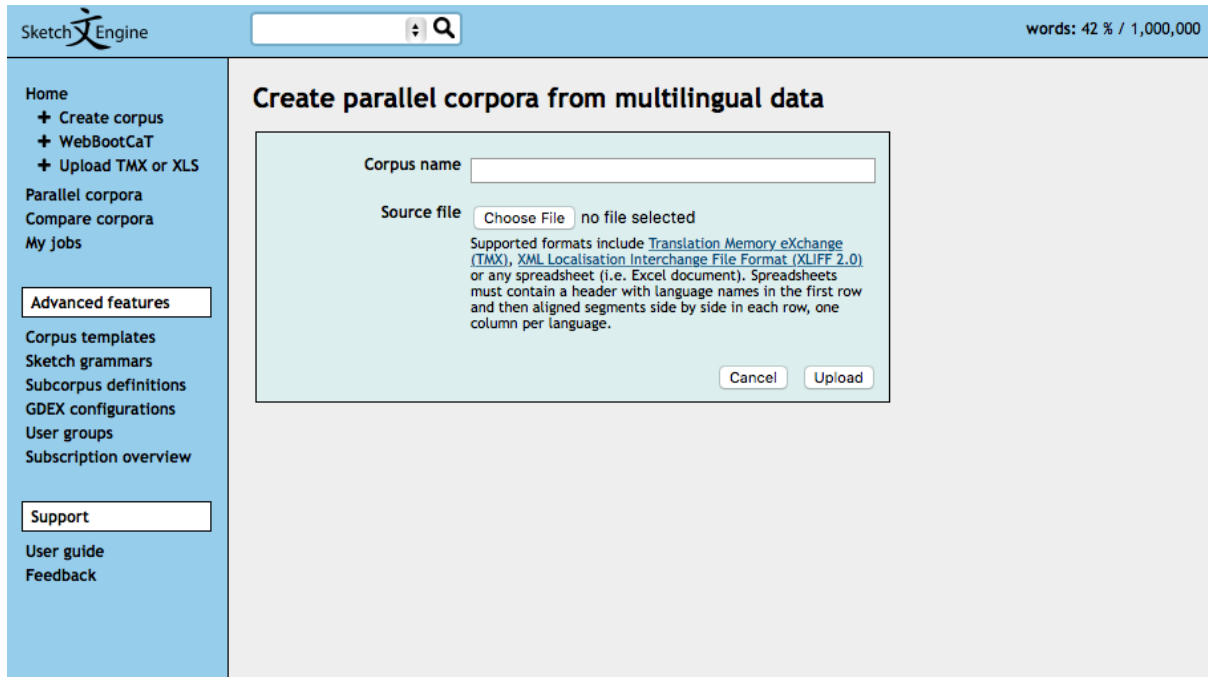 Sketch Engine
words: 42 % / 1,000,000
Home
+ Create corpus
+ WebBootCaT
+ Upload TMX or XLS
Parallel corpora
Compare corpora
My jobs
Advanced features
Corpus templates
Sketch grammars
Subcorpus definitions
GDEX configurations
User groups
Subscription overview
Support
User guide
Feedback
Create parallel corpora from multilingual data
Corpus name
Source file Choose File no file selected
Supported formats include Translation Memory eXchange
(TMX), XML Localisation Interchange File Format (XLIFF 2.0)
or any spreadsheet (i.e. Excel document). Spreadsheets
must contain a header with language names in the first row
and then aligned segments side by side in each row, one
column per language.
Cancel Upload